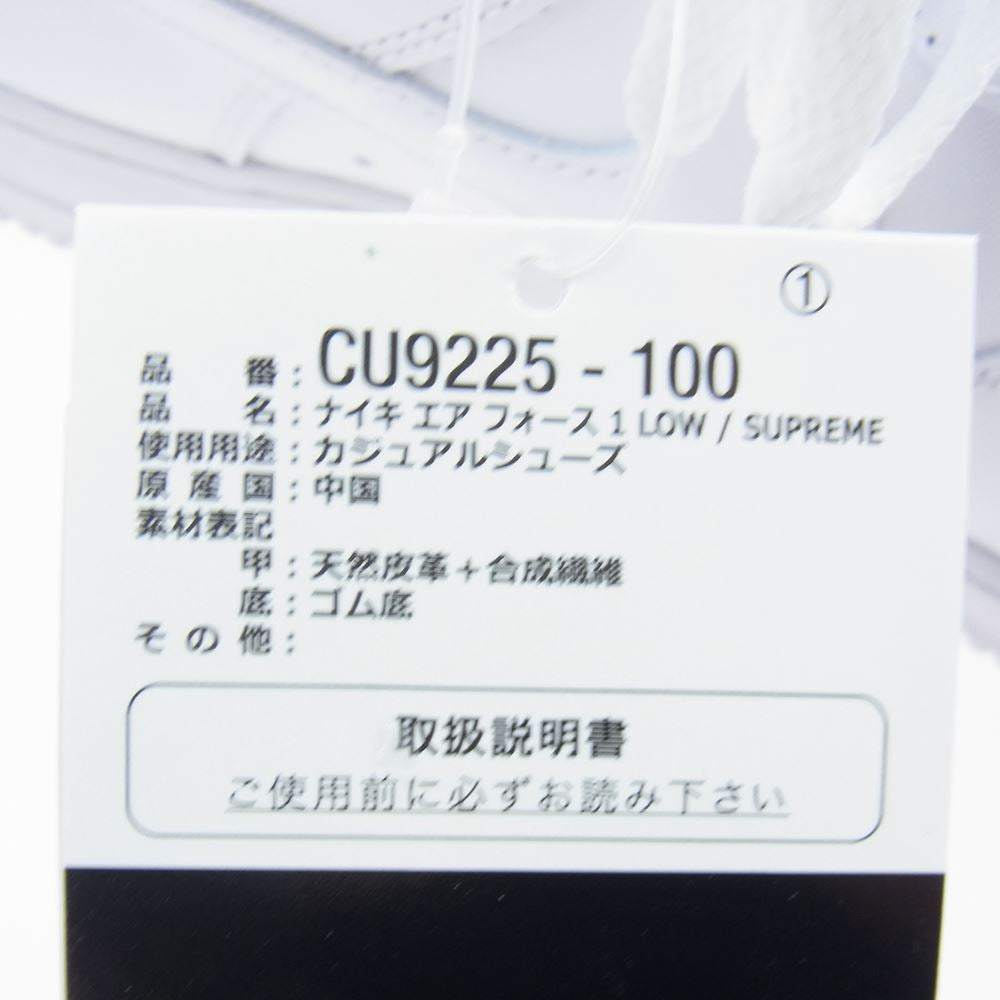 ①
品番：CU9225 - 100
品名：ナイキ エア フォース 1 LOW / SUPREME
使用用途：カジュアルシューズ
原産国：中国
素材表記
甲：天然皮革＋合成繊維
底：ゴム底
その他：
取扱説明書
ご使用前に必ずお読み下さい